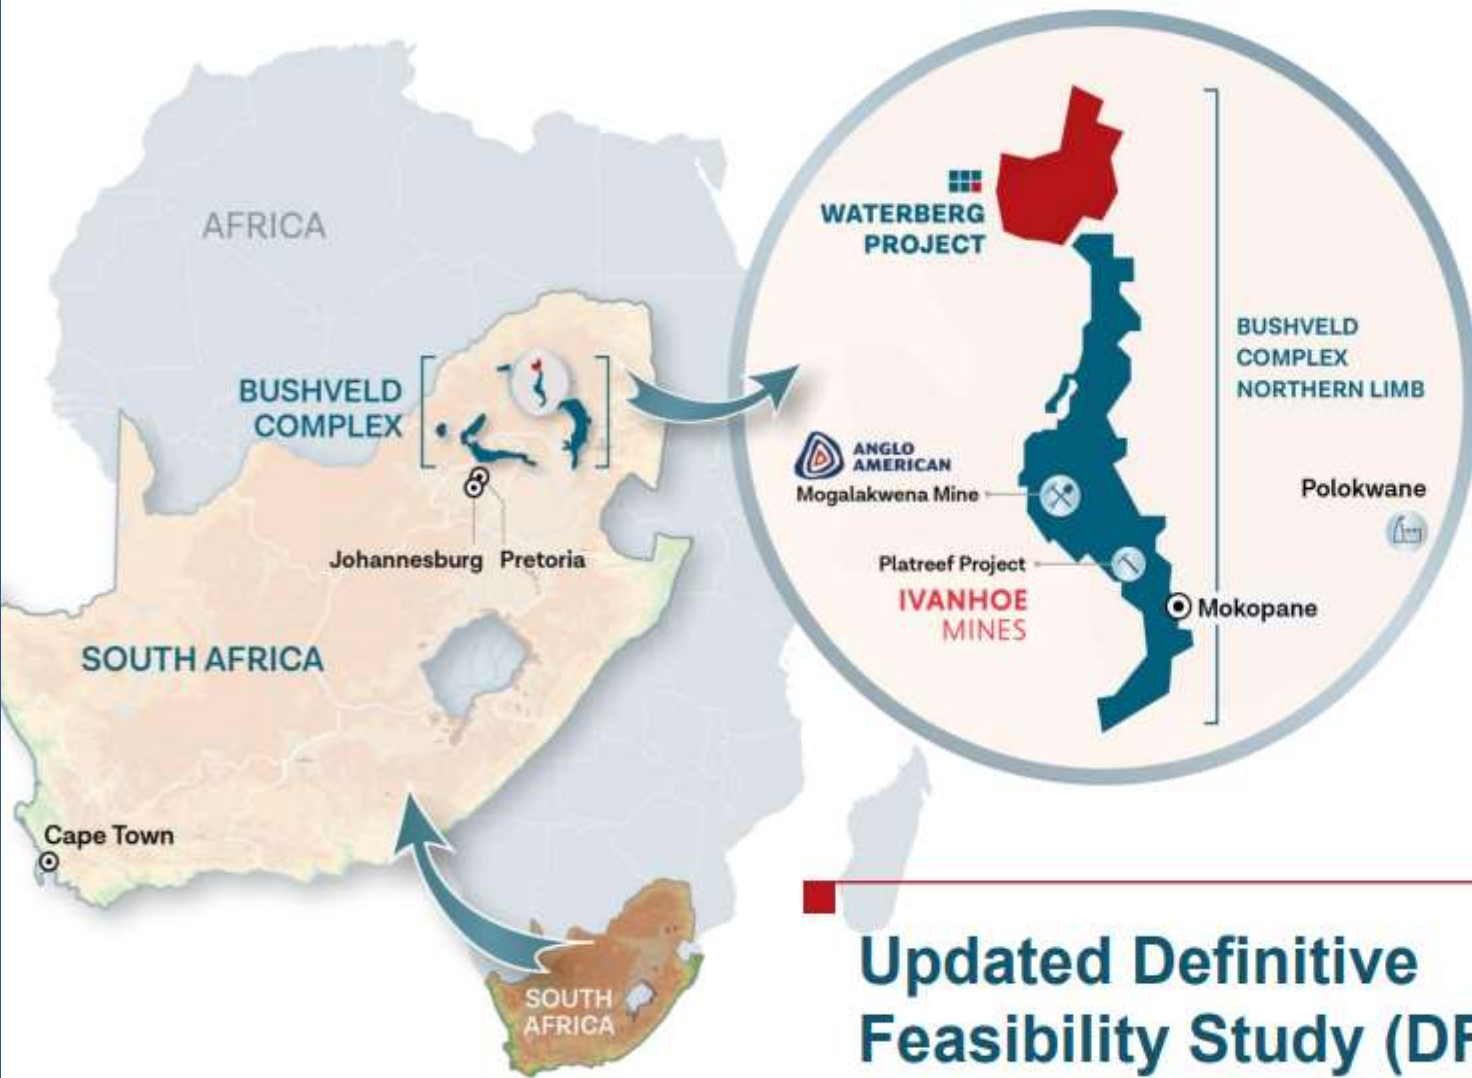 AFRICA
BUSHVELD
COMPLEX
Johannesburg
Pretoria
SOUTH AFRICA
Cape Town
SOUTH
AFRICA
WATERBERG
PROJECT
BUSHVELD
COMPLEX
NORTHERN LIMB
ANGLO
AMERICAN
Mogalakwena Mine
Polokwane
Platreef Project
IVANHOE
MINES
Mokopane
Updated Definitive
Feasibility Study (DF